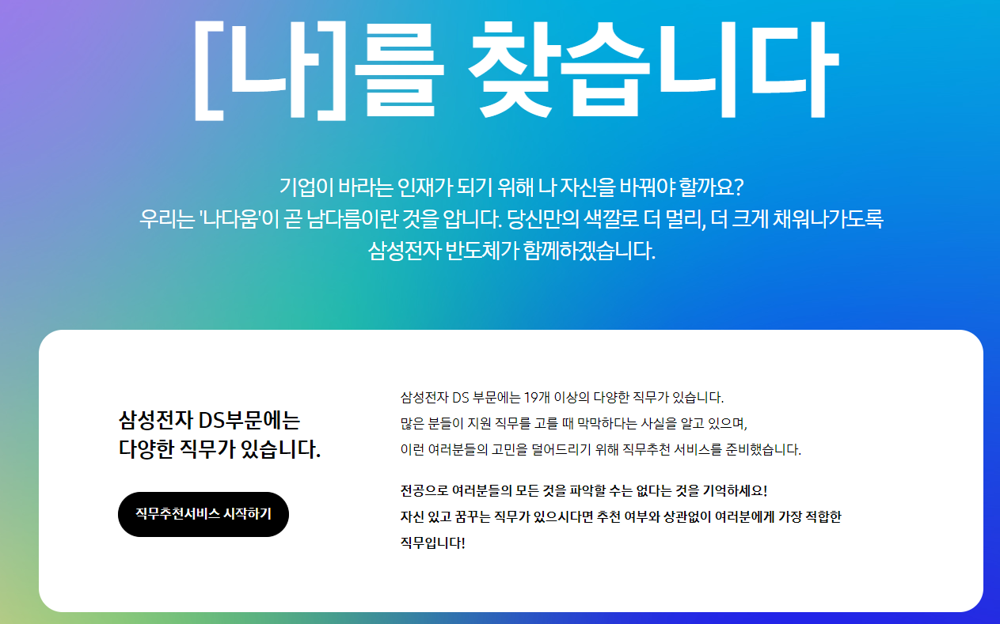 [나]를 찾습니다
기업이 바라는 인재가 되기 위해 나 자신을 바꿔야 할까요?
우리는 '나다움'이 곧 남다름이란 것을 압니다. 당신만의 색깔로 더 멀리, 더 크게 채워나가도록
삼성전자 반도체가 함께하겠습니다.
삼성전자 DS부문에는
다양한 직무가 있습니다.
직무추천서비스 시작하기
삼성전자 DS 부문에는 19개 이상의 다양한 직무가 있습니다.
많은 분들이 지원 직무를 고를 때 막막하다는 사실을 알고 있으며,
이런 여러분들의 고민을 덜어드리기 위해 직무추천 서비스를 준비했습니다.
전공으로 여러분들의 모든 것을 파악할 수는 없다는 것을 기억하세요!
자신 있고 꿈꾸는 직무가 있으시다면 추천 여부와 상관없이 여러분에게 가장 적합한
직무입니다!